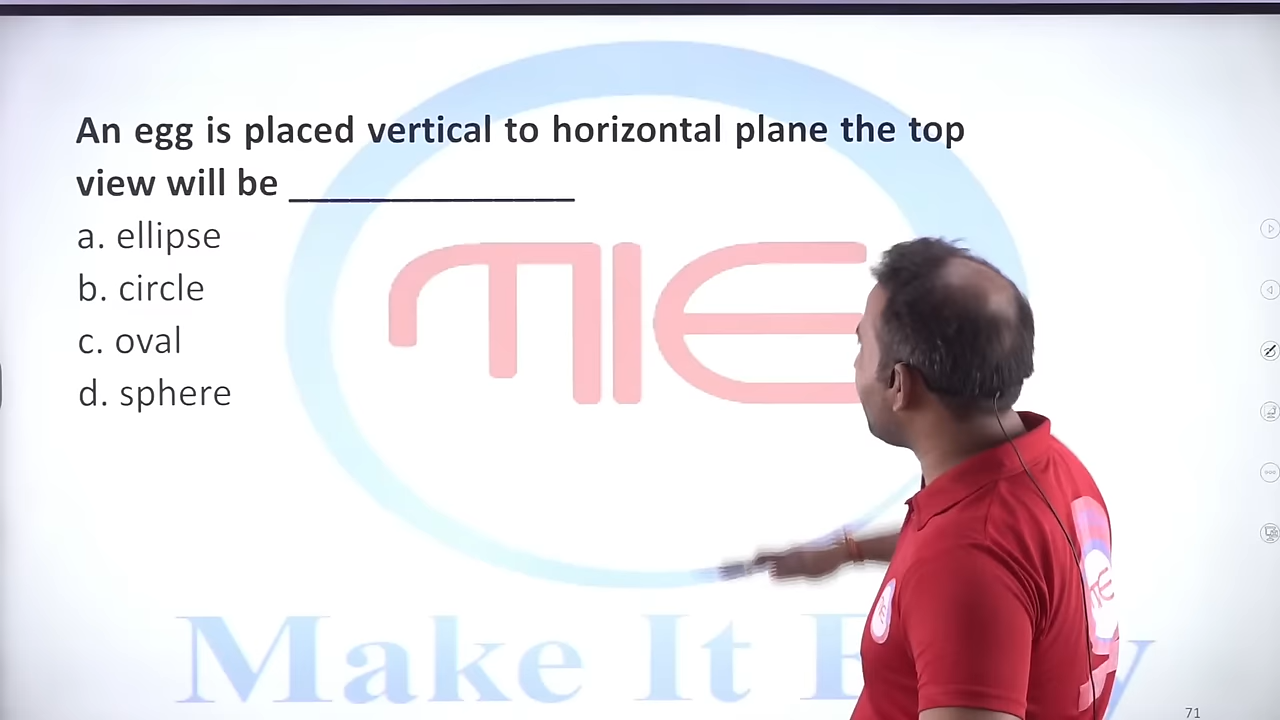 An egg is placed vertical to horizontal plane the top
view will be _______________
a. ellipse
b. circle
c. oval
d. sphere
MIE
Make It E y
71